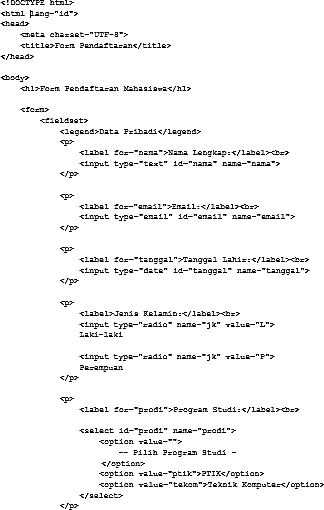 <!DOCTYPE html>
<html lang="id">
<head>
<meta charset="UTF-8">
<title>Form Pendaftaran</title>
</head>
<body>
<h1>Form Pendaftaran Mahasiswa</h1>
<form>
<fieldset>
<legend>Data Pribadi</legend>
<p>
<label for="nama">Nama Lengkap:</label><br>
<input type="text" id="nama" name="nama">
</p>
<p>
<label for="email">Email:</label><br>
<input type="email" id="email" name="email">
</p>
<p>
<label for="tanggal">Tanggal Lahir:</label><br>
<input type="date" id="tanggal" name="tanggal">
</p>
<p>
<label>Jenis Kelamin:</label><br>
<input type="radio" name="jk" value="L">
Laki-laki
<input type="radio" name="jk" value="P">
Perempuan
</p>
<p>
<label for="prodi">Program Studi:</label><br>
<select id="prodi" name="prodi">
<option value="">
-- Pilih Program Studi -
</option>
<option value="ptik">PTIK</option>
<option value="tekom">Teknik Komputer</option>
</select>
</p>